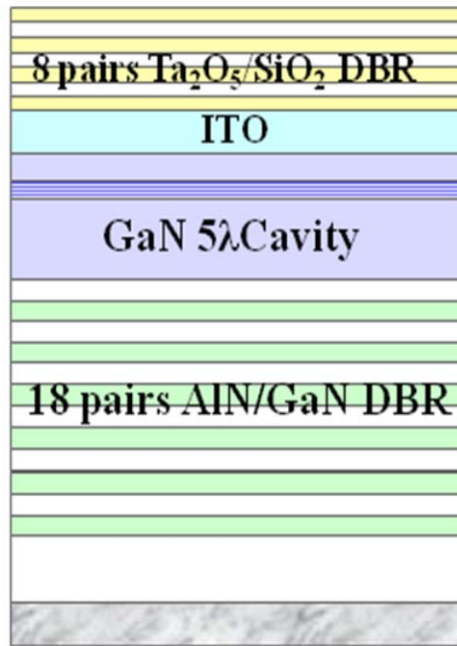 8 pairs Ta₂O₅/SiO₂ DBR
ITO
GaN 5λCavity
18 pairs AlN/GaN DBR